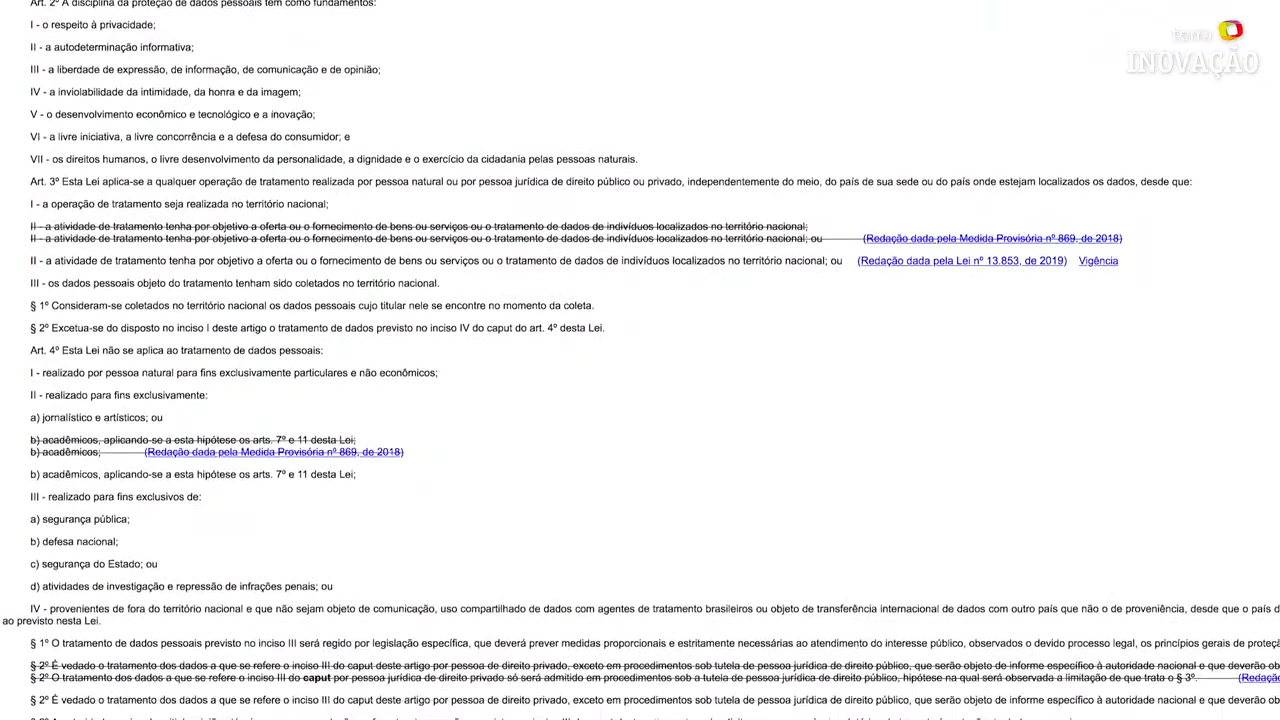 Art. 2º A disciplina da proteção de dados pessoais tem como fundamentos:
terra
INOVAÇÃO
I - o respeito à privacidade;
II - a autodeterminação informativa;
III - a liberdade de expressão, de informação, de comunicação e de opinião;
IV - a inviolabilidade da intimidade, da honra e da imagem;
V - o desenvolvimento econômico e tecnológico e a inovação;
VI - a livre iniciativa, a livre concorrência e a defesa do consumidor; e
VII - os direitos humanos, o livre desenvolvimento da personalidade, a dignidade e o exercício da cidadania pelas pessoas naturais.
Art. 3º Esta Lei aplica-se a qualquer operação de tratamento realizada por pessoa natural ou por pessoa jurídica de direito público ou privado, independentemente do meio, do país de sua sede ou do país onde estejam localizados os dados, desde que:
I - a operação de tratamento seja realizada no território nacional;
II - a atividade de tratamento tenha por objetivo a oferta ou o fornecimento de bens ou serviços ou o tratamento de dados de indivíduos localizados no território nacional;
II - a atividade de tratamento tenha por objetivo a oferta ou o fornecimento de bens ou serviços ou o tratamento de dados de indivíduos localizados no território nacional; ou (Redação dada pela Medida Provisória nº 869, de 2018)
II - a atividade de tratamento tenha por objetivo a oferta ou o fornecimento de bens ou serviços ou o tratamento de dados de indivíduos localizados no território nacional; ou (Redação dada pela Lei nº 13.853, de 2019) Vigência
III - os dados pessoais objeto do tratamento tenham sido coletados no território nacional.
§ 1º Consideram-se coletados no território nacional os dados pessoais cujo titular nele se encontre no momento da coleta.
§ 2º Excetua-se do disposto no inciso I deste artigo o tratamento de dados previsto no inciso IV do caput do art. 4º desta Lei.
Art. 4º Esta Lei não se aplica ao tratamento de dados pessoais:
I - realizado por pessoa natural para fins exclusivamente particulares e não econômicos;
II - realizado para fins exclusivamente:
a) jornalístico e artísticos; ou
b) acadêmicos, aplicando-se a esta hipótese os arts. 7º e 11 desta Lei;
b) acadêmicos; (Redação dada pela Medida Provisória nº 869, de 2018)
b) acadêmicos, aplicando-se a esta hipótese os arts. 7º e 11 desta Lei;
III - realizado para fins exclusivos de:
a) segurança pública;
b) defesa nacional;
c) segurança do Estado; ou
d) atividades de investigação e repressão de infrações penais; ou
IV - provenientes de fora do território nacional e que não sejam objeto de comunicação, uso compartilhado de dados com agentes de tratamento brasileiros ou objeto de transferência internacional de dados com outro país que não o de proveniência, desde que o país d
ao previsto nesta Lei.
§ 1º O tratamento de dados pessoais previsto no inciso III será regido por legislação específica, que deverá prever medidas proporcionais e estritamente necessárias ao atendimento do interesse público, observados o devido processo legal, os princípios gerais de proteç
§ 2º É vedado o tratamento dos dados a que se refere o inciso III do caput deste artigo por pessoa de direito privado, exceto em procedimentos sob tutela de pessoa jurídica de direito público, que serão objeto de informe específico à autoridade nacional e que deverão ob
§ 2º O tratamento dos dados a que se refere o inciso III do caput por pessoa jurídica de direito privado só será admitido em procedimentos sob a tutela de pessoa jurídica de direito público, hipótese na qual será observada a limitação de que trata o § 3º. (Redação
§ 2º É vedado o tratamento dos dados a que se refere o inciso III do caput deste artigo por pessoa de direito privado, exceto em procedimentos sob tutela de pessoa jurídica de direito público, que serão objeto de informe específico à autoridade nacional e que deverão ob